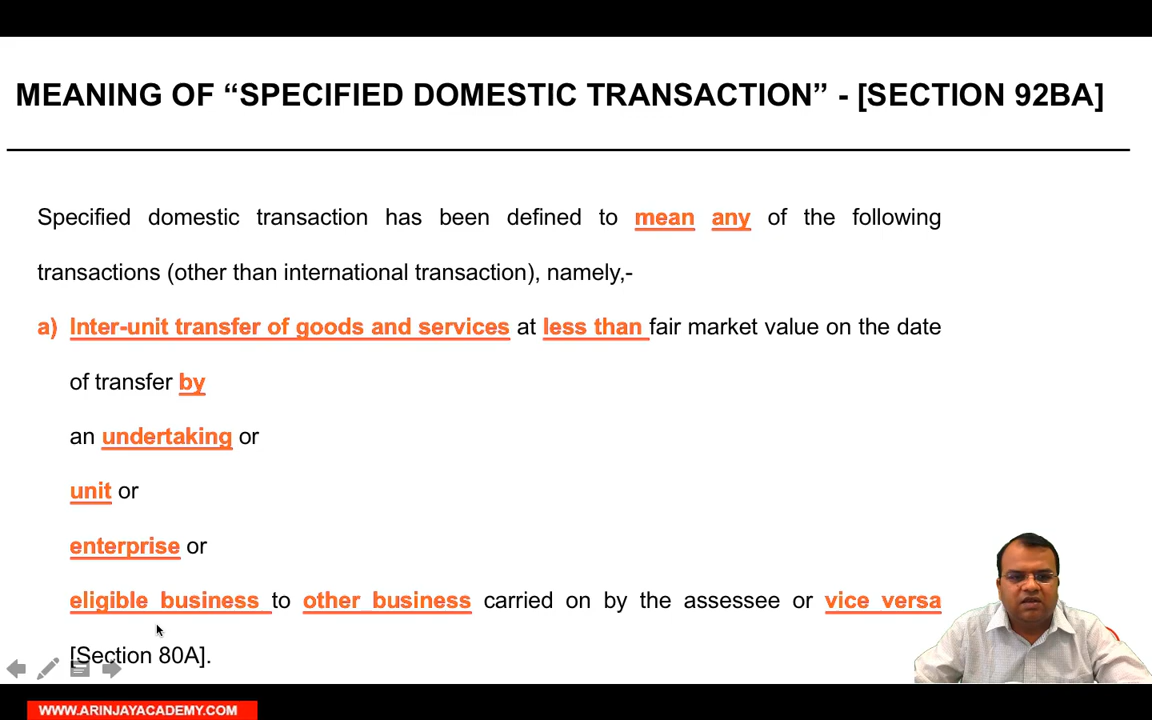 MEANING OF “SPECIFIED DOMESTIC TRANSACTION” - [SECTION 92BA]
Specified domestic transaction has been defined to mean any of the following
transactions (other than international transaction), namely,-
a) Inter-unit transfer of goods and services at less than fair market value on the date
of transfer by
an undertaking or
unit or
enterprise or
eligible business to other business carried on by the assessee or vice versa
[Section 80A].
WWW.ARINJAYACADEMY.COM